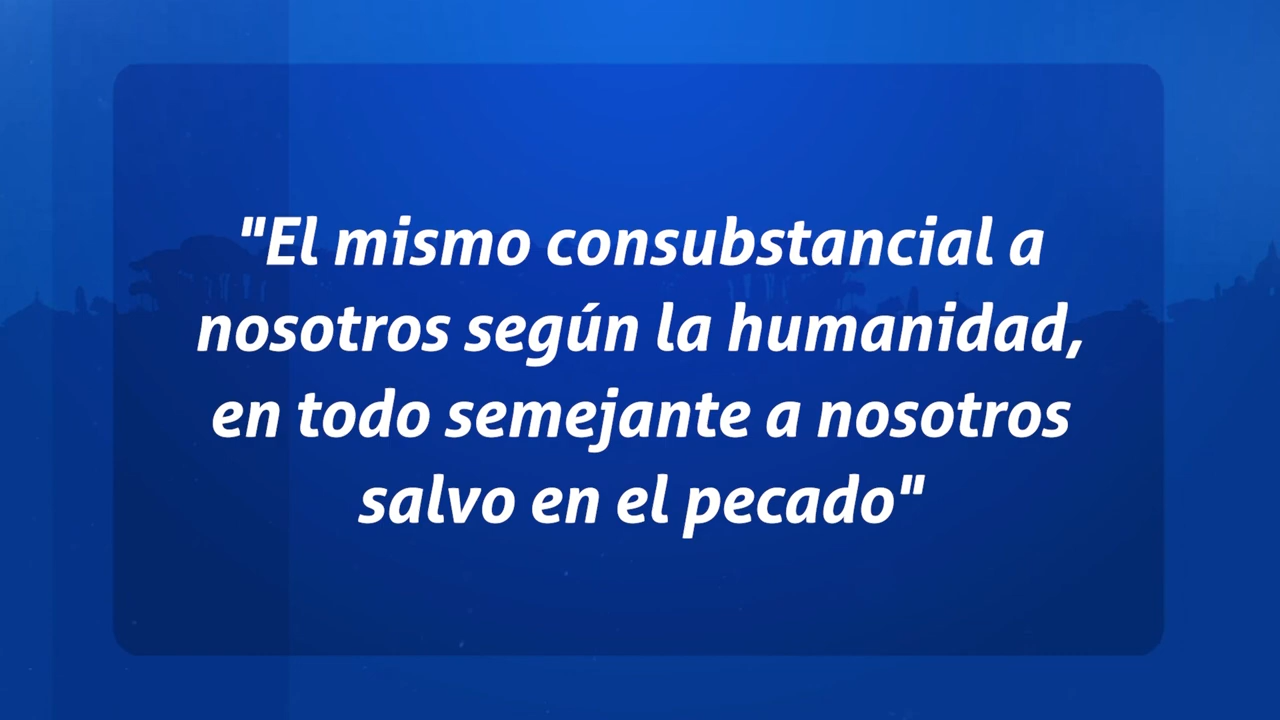 "El mismo consubstancial a
nosotros según la humanidad,
en todo semejante a nosotros
salvo en el pecado"